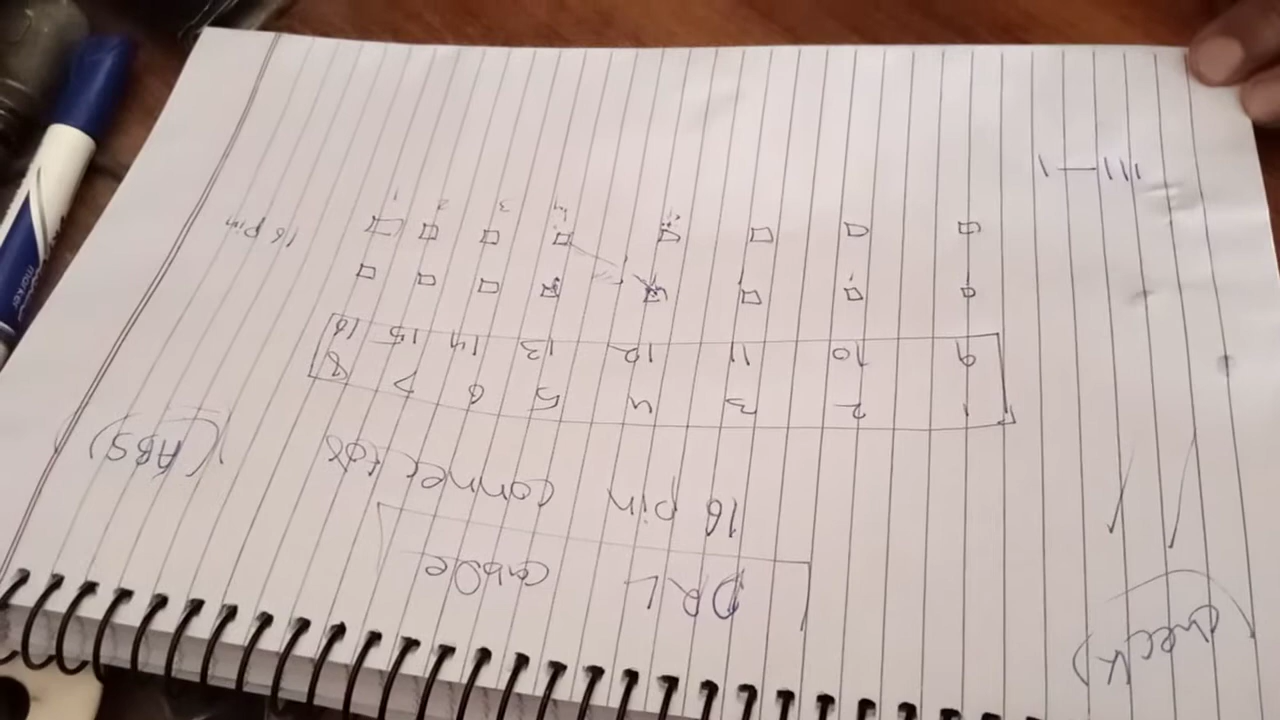 (check)
DRL cable
16 pin connector (ABS)
1 2 3 4 5 6 7 8
9 10 11 12 13 14 15 16
4 3 2 1
16 pin
marker